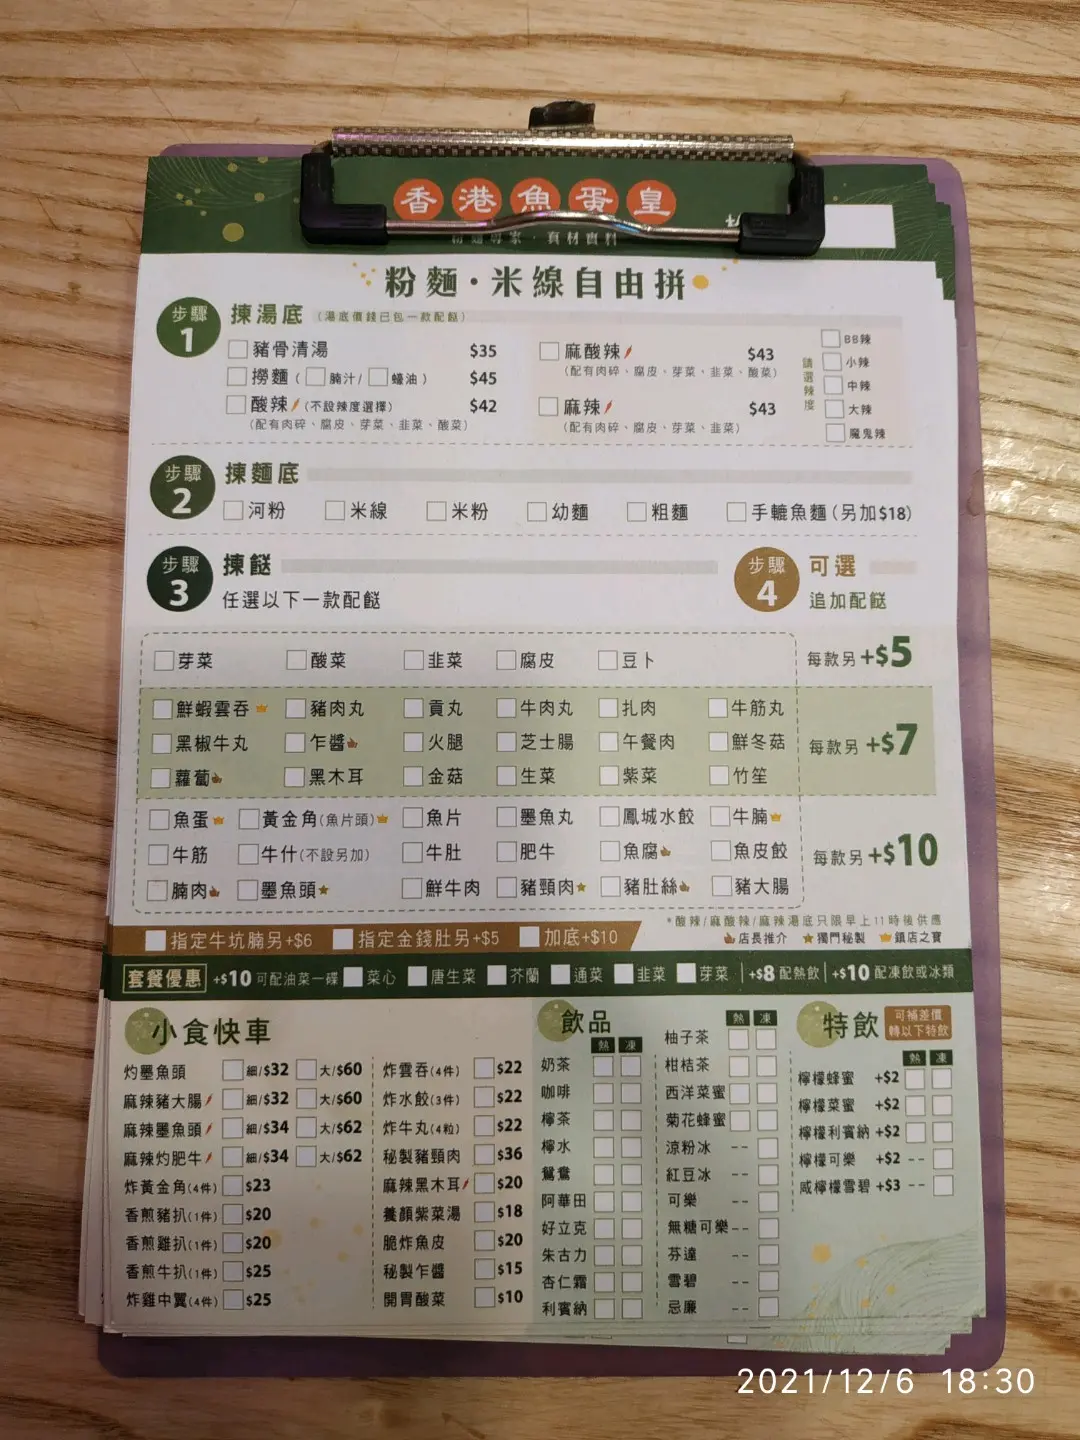 香港魚蛋皇
粉麵專家·真材實料
粉麵·米線自由拼
步驟1 揀湯底（湯底價錢已包一款配餸）
豬骨清湯 $35
撈麵（腩汁/蠔油） $45
酸辣（不設辣度選擇） $42
（配有肉碎、腐皮、芽菜、韭菜、酸菜）
麻酸辣 $43
（配有肉碎、腐皮、芽菜、韭菜、酸菜）
麻辣 $43
（配有肉碎、腐皮、芽菜、韭菜）
請選辣度
BB辣
小辣
中辣
大辣
魔鬼辣
步驟2 揀麵底
河粉 米線 米粉 幼麵 粗麵 手轆魚麵（另加$18）
步驟3 揀餸
任選以下一款配餸
步驟4 可選
追加配餸
芽菜 酸菜 韭菜 腐皮 豆卜 每款另+$5
鮮蝦雲吞 豬肉丸 貢丸 牛肉丸 扎肉 牛筋丸
黑椒牛丸 乍醬 火腿 芝士腸 午餐肉 鮮冬菇 每款另+$7
蘿蔔 黑木耳 金菇 生菜 紫菜 竹笙
魚蛋 黃金角(魚片頭) 魚片 墨魚丸 鳳城水餃 牛腩
牛筋 牛什(不設另加) 牛肚 肥牛 魚腐 魚皮餃 每款另+$10
腩肉 墨魚頭 鮮牛肉 豬頸肉 豬肚絲 豬大腸
*酸辣/麻酸辣/麻辣湯底只限早上11時後供應
指定牛坑腩另+$6 指定金錢肚另+$5 加底+$10
店長推介 獨門秘製 鎮店之寶
套餐優惠 +$10可配油菜一碟 菜心 唐生菜 芥蘭 通菜 韭菜 芽菜 +$8配熱飲 +$10配凍飲或冰類
小食快車
灼墨魚頭 細/$32 大/$60
麻辣豬大腸 細/$32 大/$60
麻辣墨魚頭 細/$34 大/$62
麻辣灼肥牛 細/$34 大/$62
炸黃金角(4件) $23
香煎豬扒(1件) $20
香煎雞扒(1件) $20
香煎牛扒(1件) $25
炸雞中翼(4件) $25
炸雲吞(4件) $22
炸水餃(3件) $22
炸牛丸(4粒) $22
秘製豬頸肉 $36
麻辣黑木耳 $20
養顏紫菜湯 $18
脆炸魚皮 $20
秘製乍醬 $15
開胃酸菜 $10
飲品
熱 凍
奶茶
咖啡
檸茶
檸水
鴛鴦
阿華田
好立克
朱古力
杏仁霜
利賓納
熱 凍
柚子茶
柑桔茶
西洋菜蜜
菊花蜂蜜
涼粉冰 --
紅豆冰 --
可樂 --
無糖可樂 --
芬達 --
雪碧 --
忌廉 --
特飲
可補差價
轉以下特飲
熱 凍
檸檬蜂蜜 +$2
檸檬菜蜜 +$2
檸檬利賓納 +$2
檸檬可樂 +$2 --
咸檸檬雪碧 +$3 --
2021/12/6 18:30